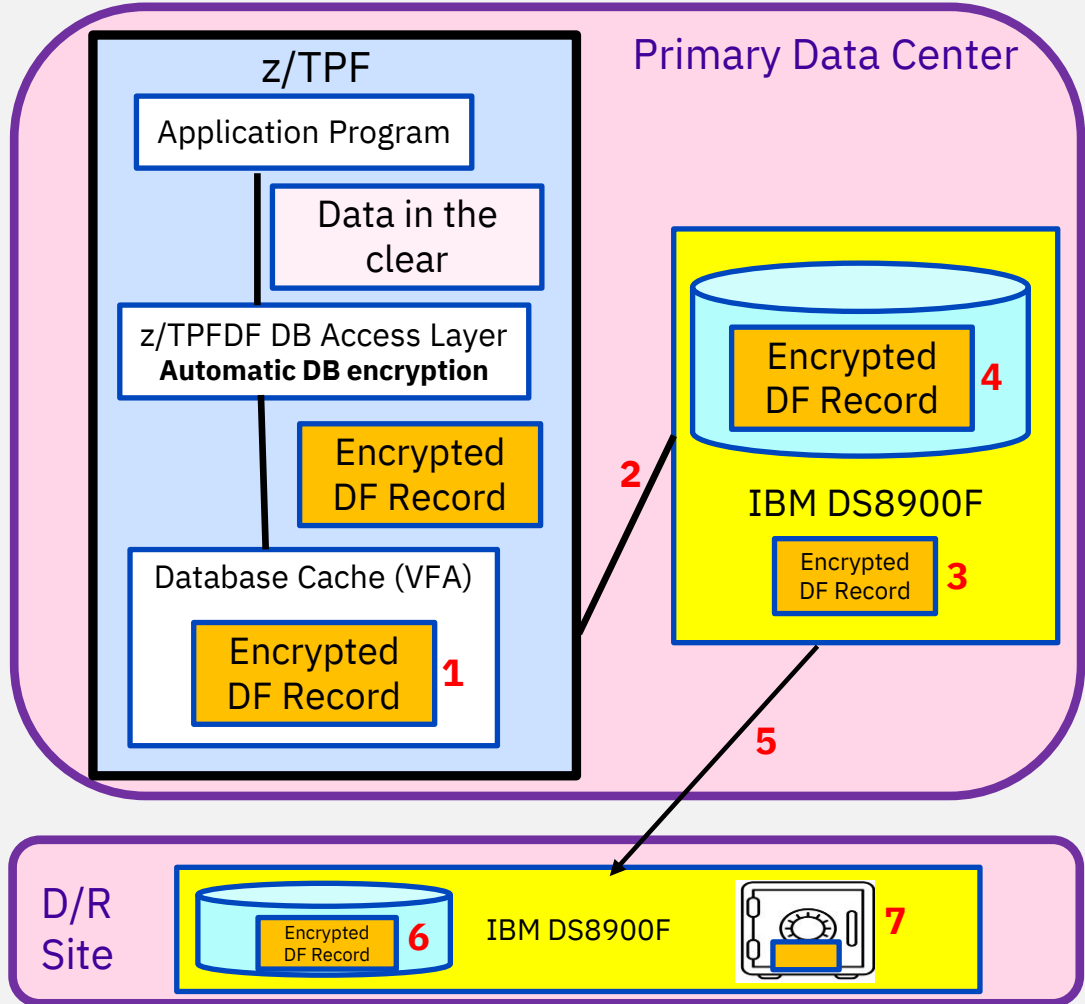 Primary Data Center
z/TPF
Application Program
Data in the
clear
z/TPFDF DB Access Layer
Automatic DB encryption
Encrypted
DF Record
Database Cache (VFA)
Encrypted
DF Record
1
2
Encrypted
DF Record
4
IBM DS8900F
Encrypted
DF Record
3
5
D/R
Site
Encrypted
DF Record
6
IBM DS8900F
7